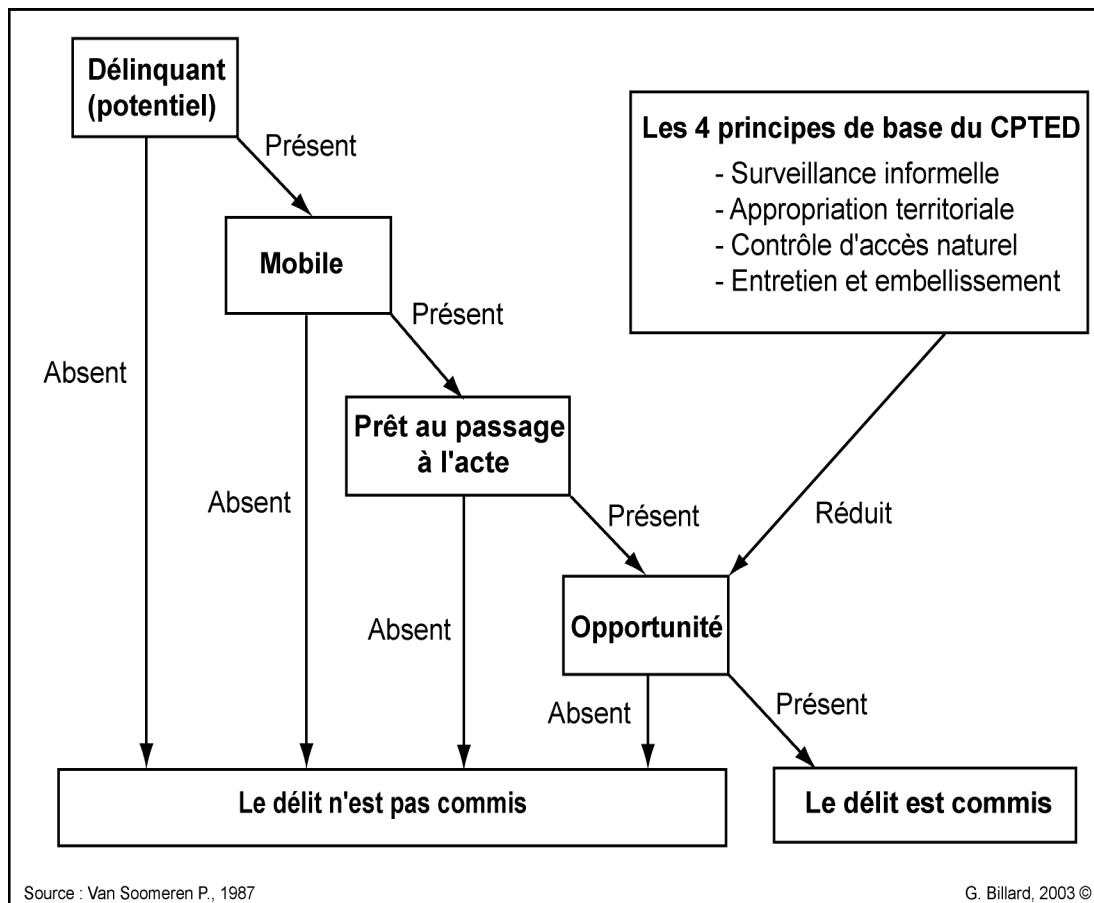 Délinquant
(potentiel)
Présent
Les 4 principes de base du CPTED
- Surveillance informelle
- Appropriation territoriale
- Contrôle d'accès naturel
- Entretien et embellissement
Mobile
Présent
Absent
Prêt au passage
à l'acte
Absent
Présent
Réduit
Absent
Opportunité
Absent
Présent
Le délit n'est pas commis
Le délit est commis
Source : Van Soomeren P., 1987
G. Billard, 2003 ©